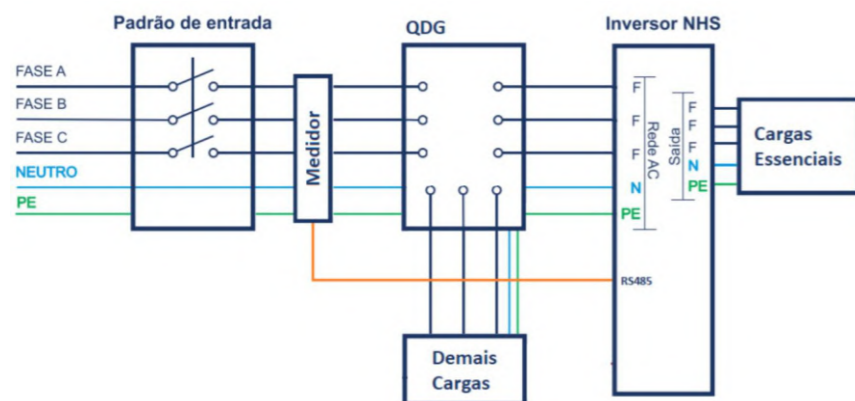 Padrão de entrada
QDG
Inversor NHS
FASE A
FASE B
FASE C
NEUTRO
PE
Medidor
F
F
F
N
PE
Rede AC
Saída
F
F
F
N
PE
Cargas
Essenciais
RS485
Demais
Cargas